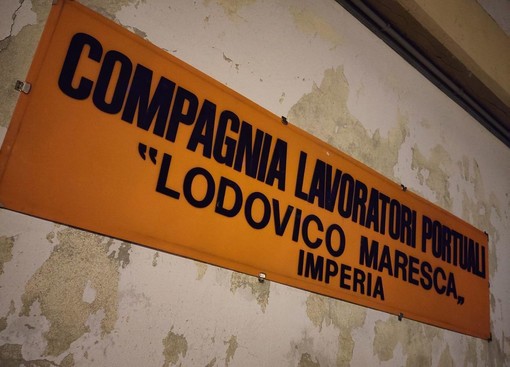 COMPAGNIA LAVORATORI PORTUALI
“LODOVICO MARESCA„
IMPERIA